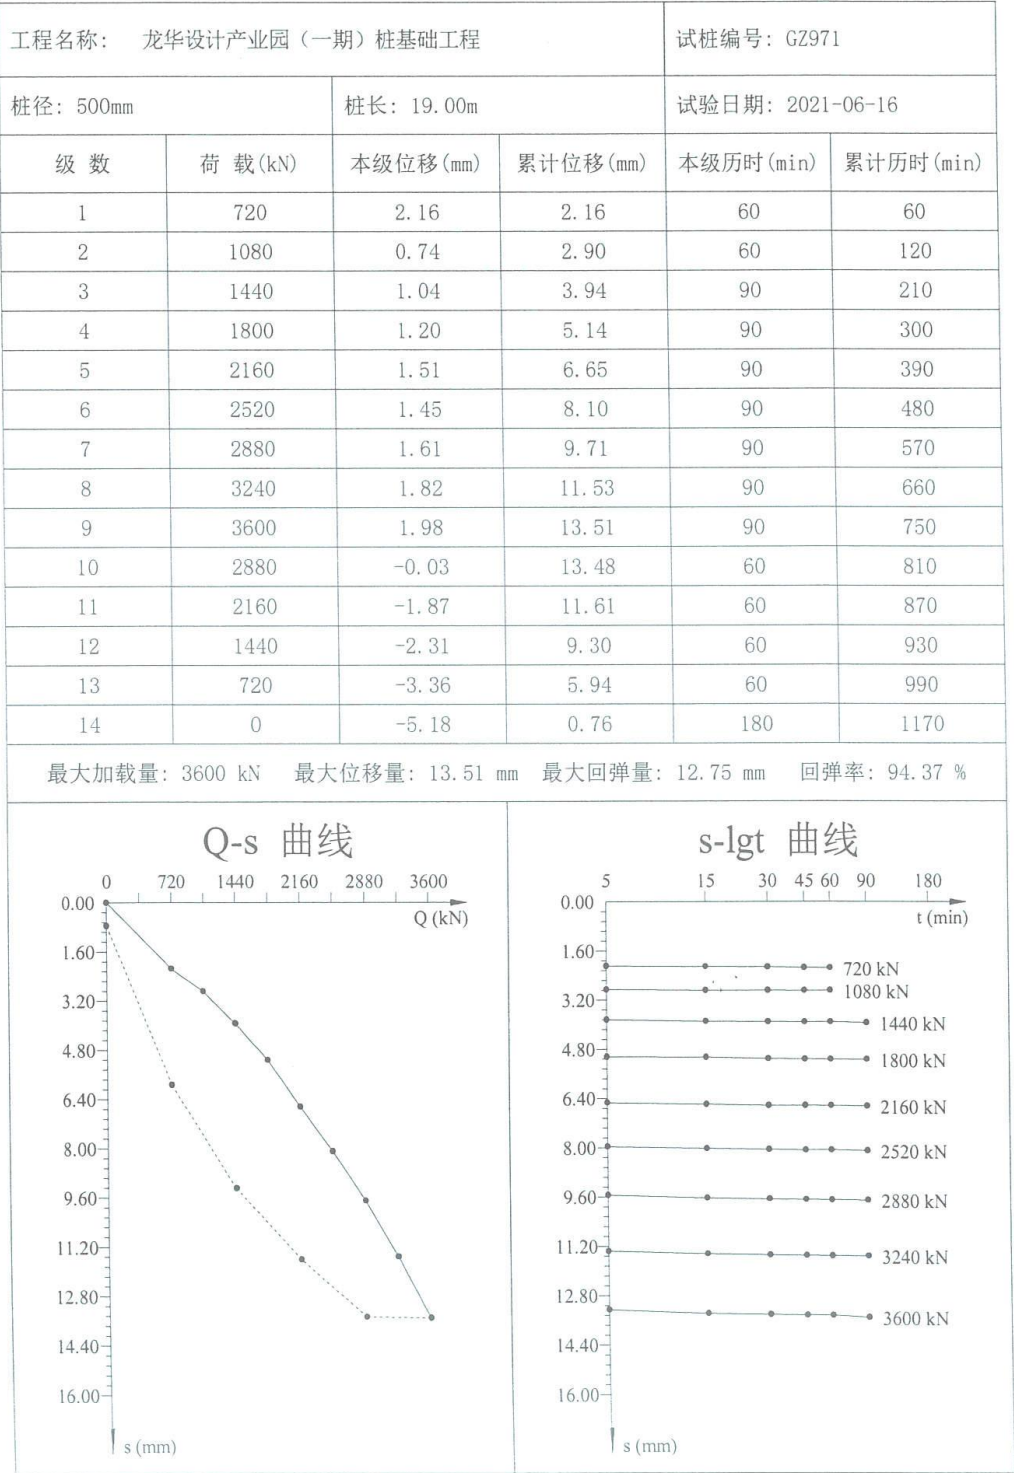 工程名称: 龙华设计产业园（一期）桩基础工程 试桩编号: GZ971
桩径: 500mm 桩长: 19.00m 试验日期: 2021-06-16
级 数 荷 载(kN) 本级位移(mm) 累计位移(mm) 本级历时(min) 累计历时(min)
1 720 2.16 2.16 60 60
2 1080 0.74 2.90 60 120
3 1440 1.04 3.94 90 210
4 1800 1.20 5.14 90 300
5 2160 1.51 6.65 90 390
6 2520 1.45 8.10 90 480
7 2880 1.61 9.71 90 570
8 3240 1.82 11.53 90 660
9 3600 1.98 13.51 90 750
10 2880 -0.03 13.48 60 810
11 2160 -1.87 11.61 60 870
12 1440 -2.31 9.30 60 930
13 720 -3.36 5.94 60 990
14 0 -5.18 0.76 180 1170
最大加载量: 3600 kN 最大位移量: 13.51 mm 最大回弹量: 12.75 mm 回弹率: 94.37 %
Q-s 曲线
0 720 1440 2160 2880 3600
Q (kN)
0.00
1.60
3.20
4.80
6.40
8.00
9.60
11.20
12.80
14.40
16.00
s (mm)
s-lgt 曲线
5 15 30 45 60 90 180
t (min)
0.00
1.60
3.20
4.80
6.40
8.00
9.60
11.20
12.80
14.40
16.00
720 kN
1080 kN
1440 kN
1800 kN
2160 kN
2520 kN
2880 kN
3240 kN
3600 kN
s (mm)